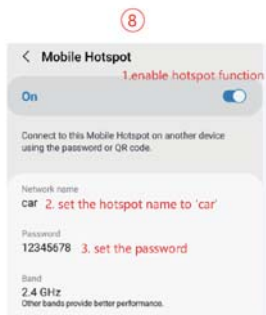 ⑧
< Mobile Hotspot
1.enable hotspot function
On
Connect to this Mobile Hotspot on another device
using the password or QR code.
Network name
car 2. set the hotspot name to 'car'
Password
12345678 3. set the password
Band
2.4 GHz
Other bands provide better performance.